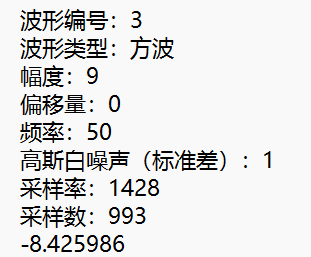 波形编号：3
波形类型：方波
幅度：9
偏移量：0
频率：50
高斯白噪声（标准差）：1
采样率：1428
采样数：993
-8.425986